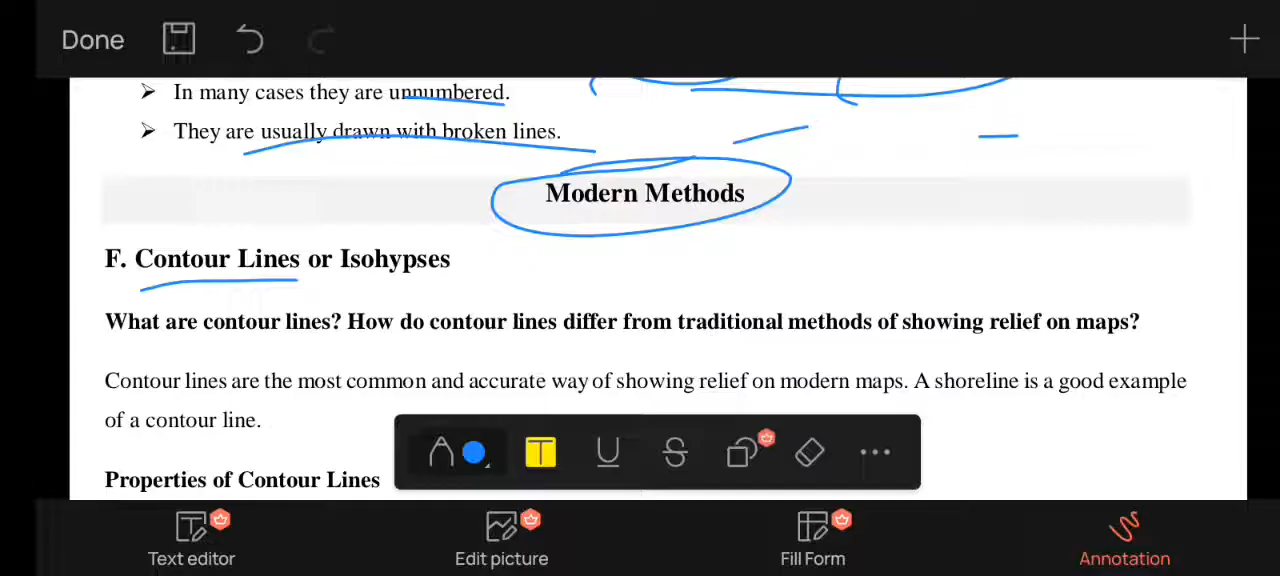 Done
➢ In many cases they are unnumbered.
➢ They are usually drawn with broken lines.
Modern Methods
F. Contour Lines or Isohypses
What are contour lines? How do contour lines differ from traditional methods of showing relief on maps?
Contour lines are the most common and accurate way of showing relief on modern maps. A shoreline is a good example
of a contour line.
Properties of Contour Lines
Text editor
Edit picture
Fill Form
Annotation